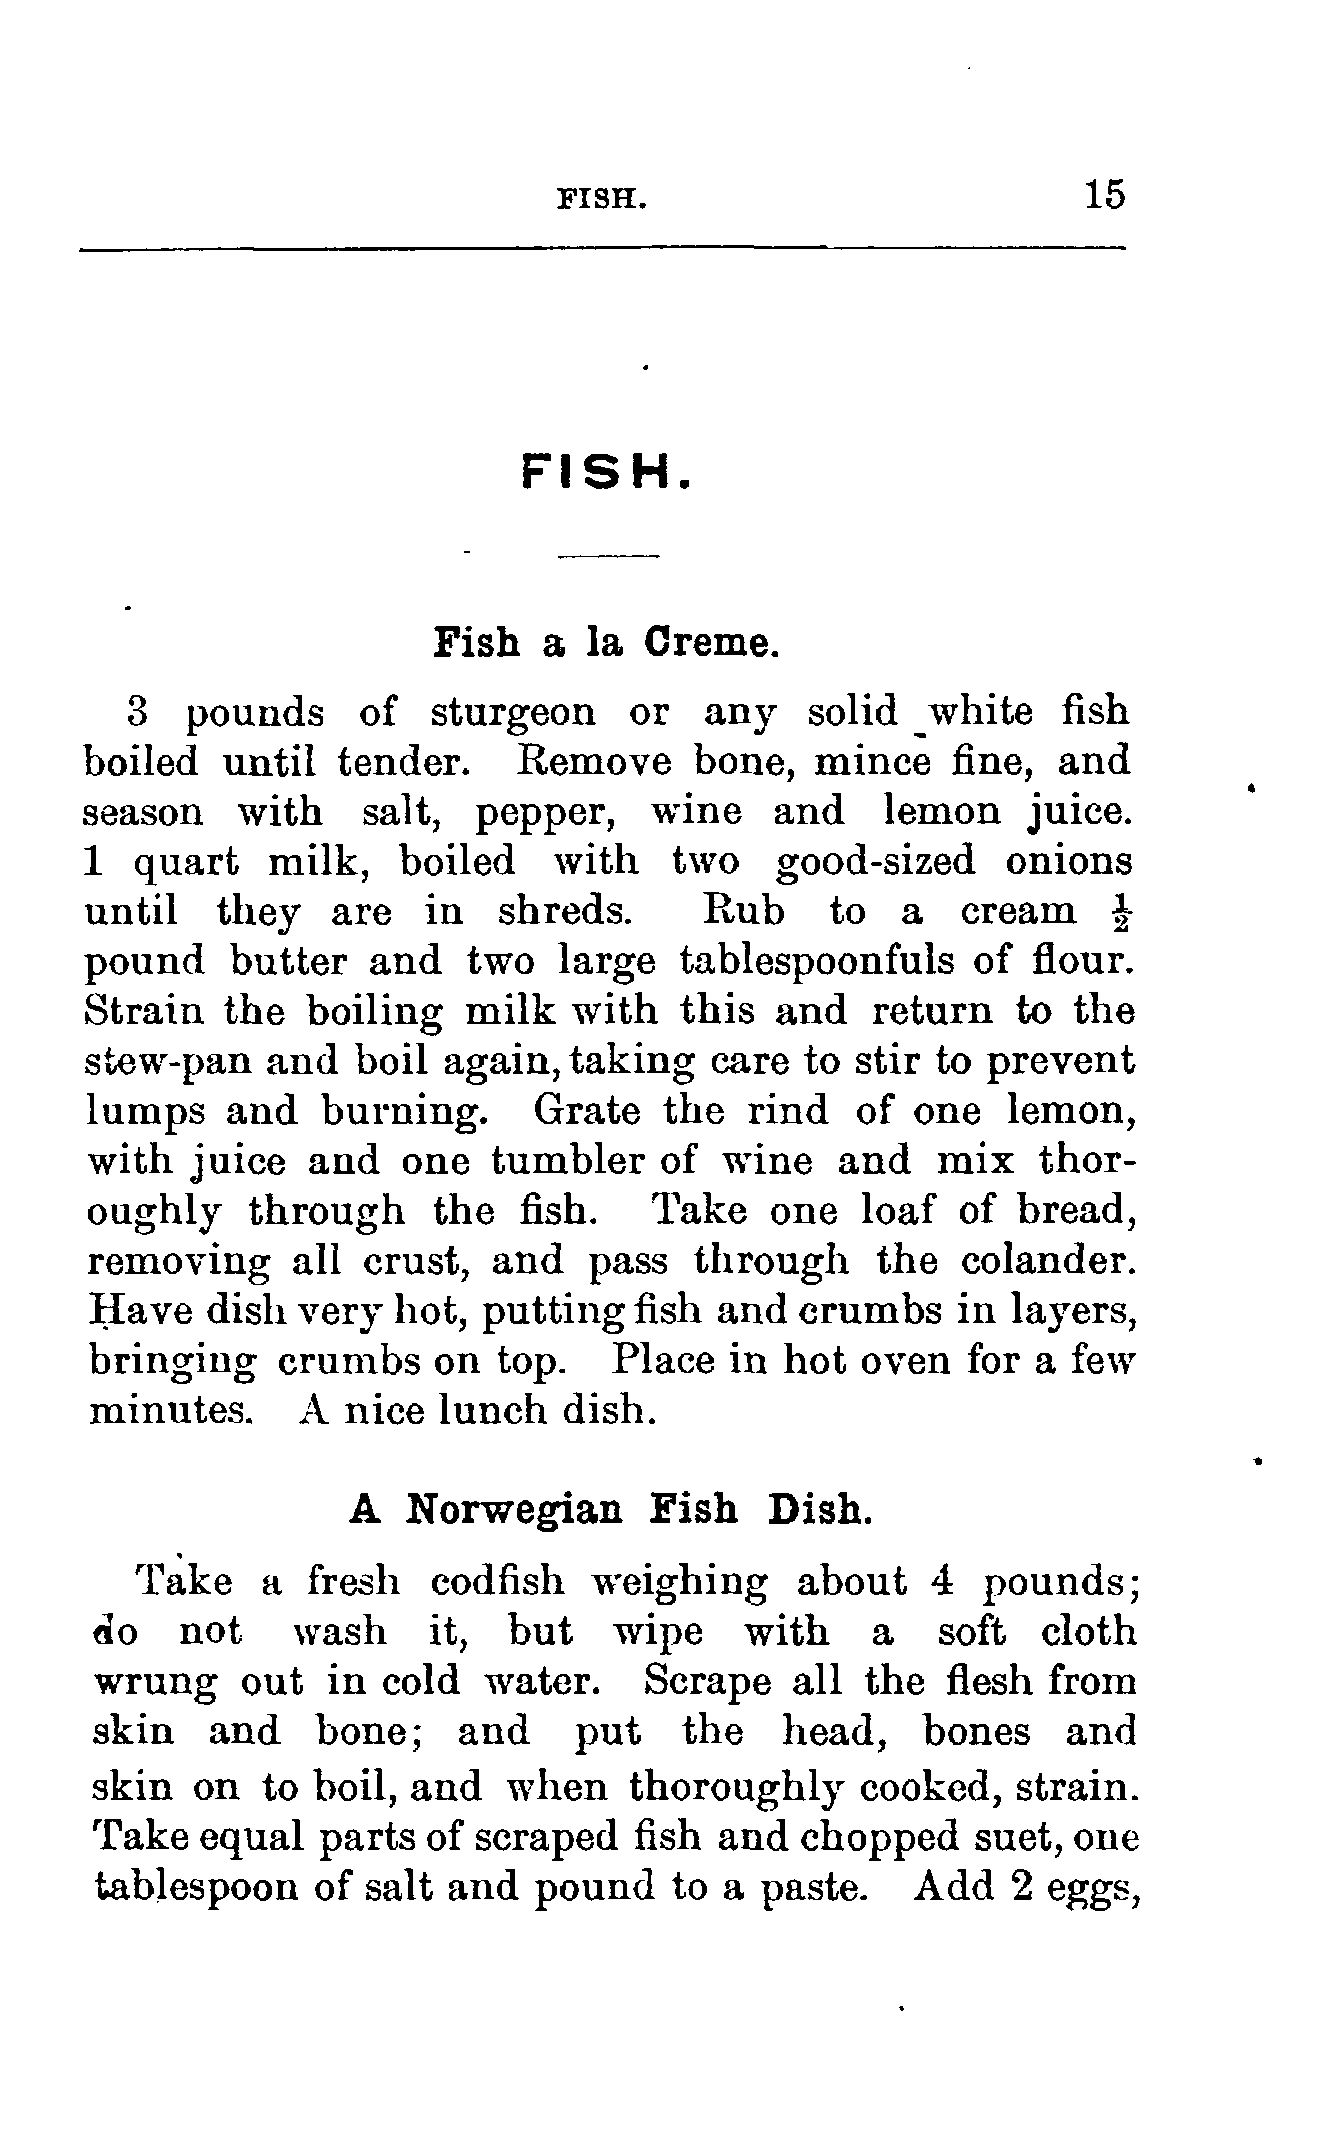 FISH. 15
FISH.
Fish a la Creme.
3 pounds of sturgeon or any solid white fish
boiled until tender. Remove bone, mince fine, and
season with salt, pepper, wine and lemon juice.
1 quart milk, boiled with two good-sized onions
until they are in shreds. Rub to a cream ½
pound butter and two large tablespoonfuls of flour.
Strain the boiling milk with this and return to the
stew-pan and boil again, taking care to stir to prevent
lumps and burning. Grate the rind of one lemon,
with juice and one tumbler of wine and mix thor-
oughly through the fish. Take one loaf of bread,
removing all crust, and pass through the colander.
Have dish very hot, putting fish and crumbs in layers,
bringing crumbs on top. Place in hot oven for a few
minutes. A nice lunch dish.
A Norwegian Fish Dish.
Take a fresh codfish weighing about 4 pounds;
do not wash it, but wipe with a soft cloth
wrung out in cold water. Scrape all the flesh from
skin and bone; and put the head, bones and
skin on to boil, and when thoroughly cooked, strain.
Take equal parts of scraped fish and chopped suet, one
tablespoon of salt and pound to a paste. Add 2 eggs,